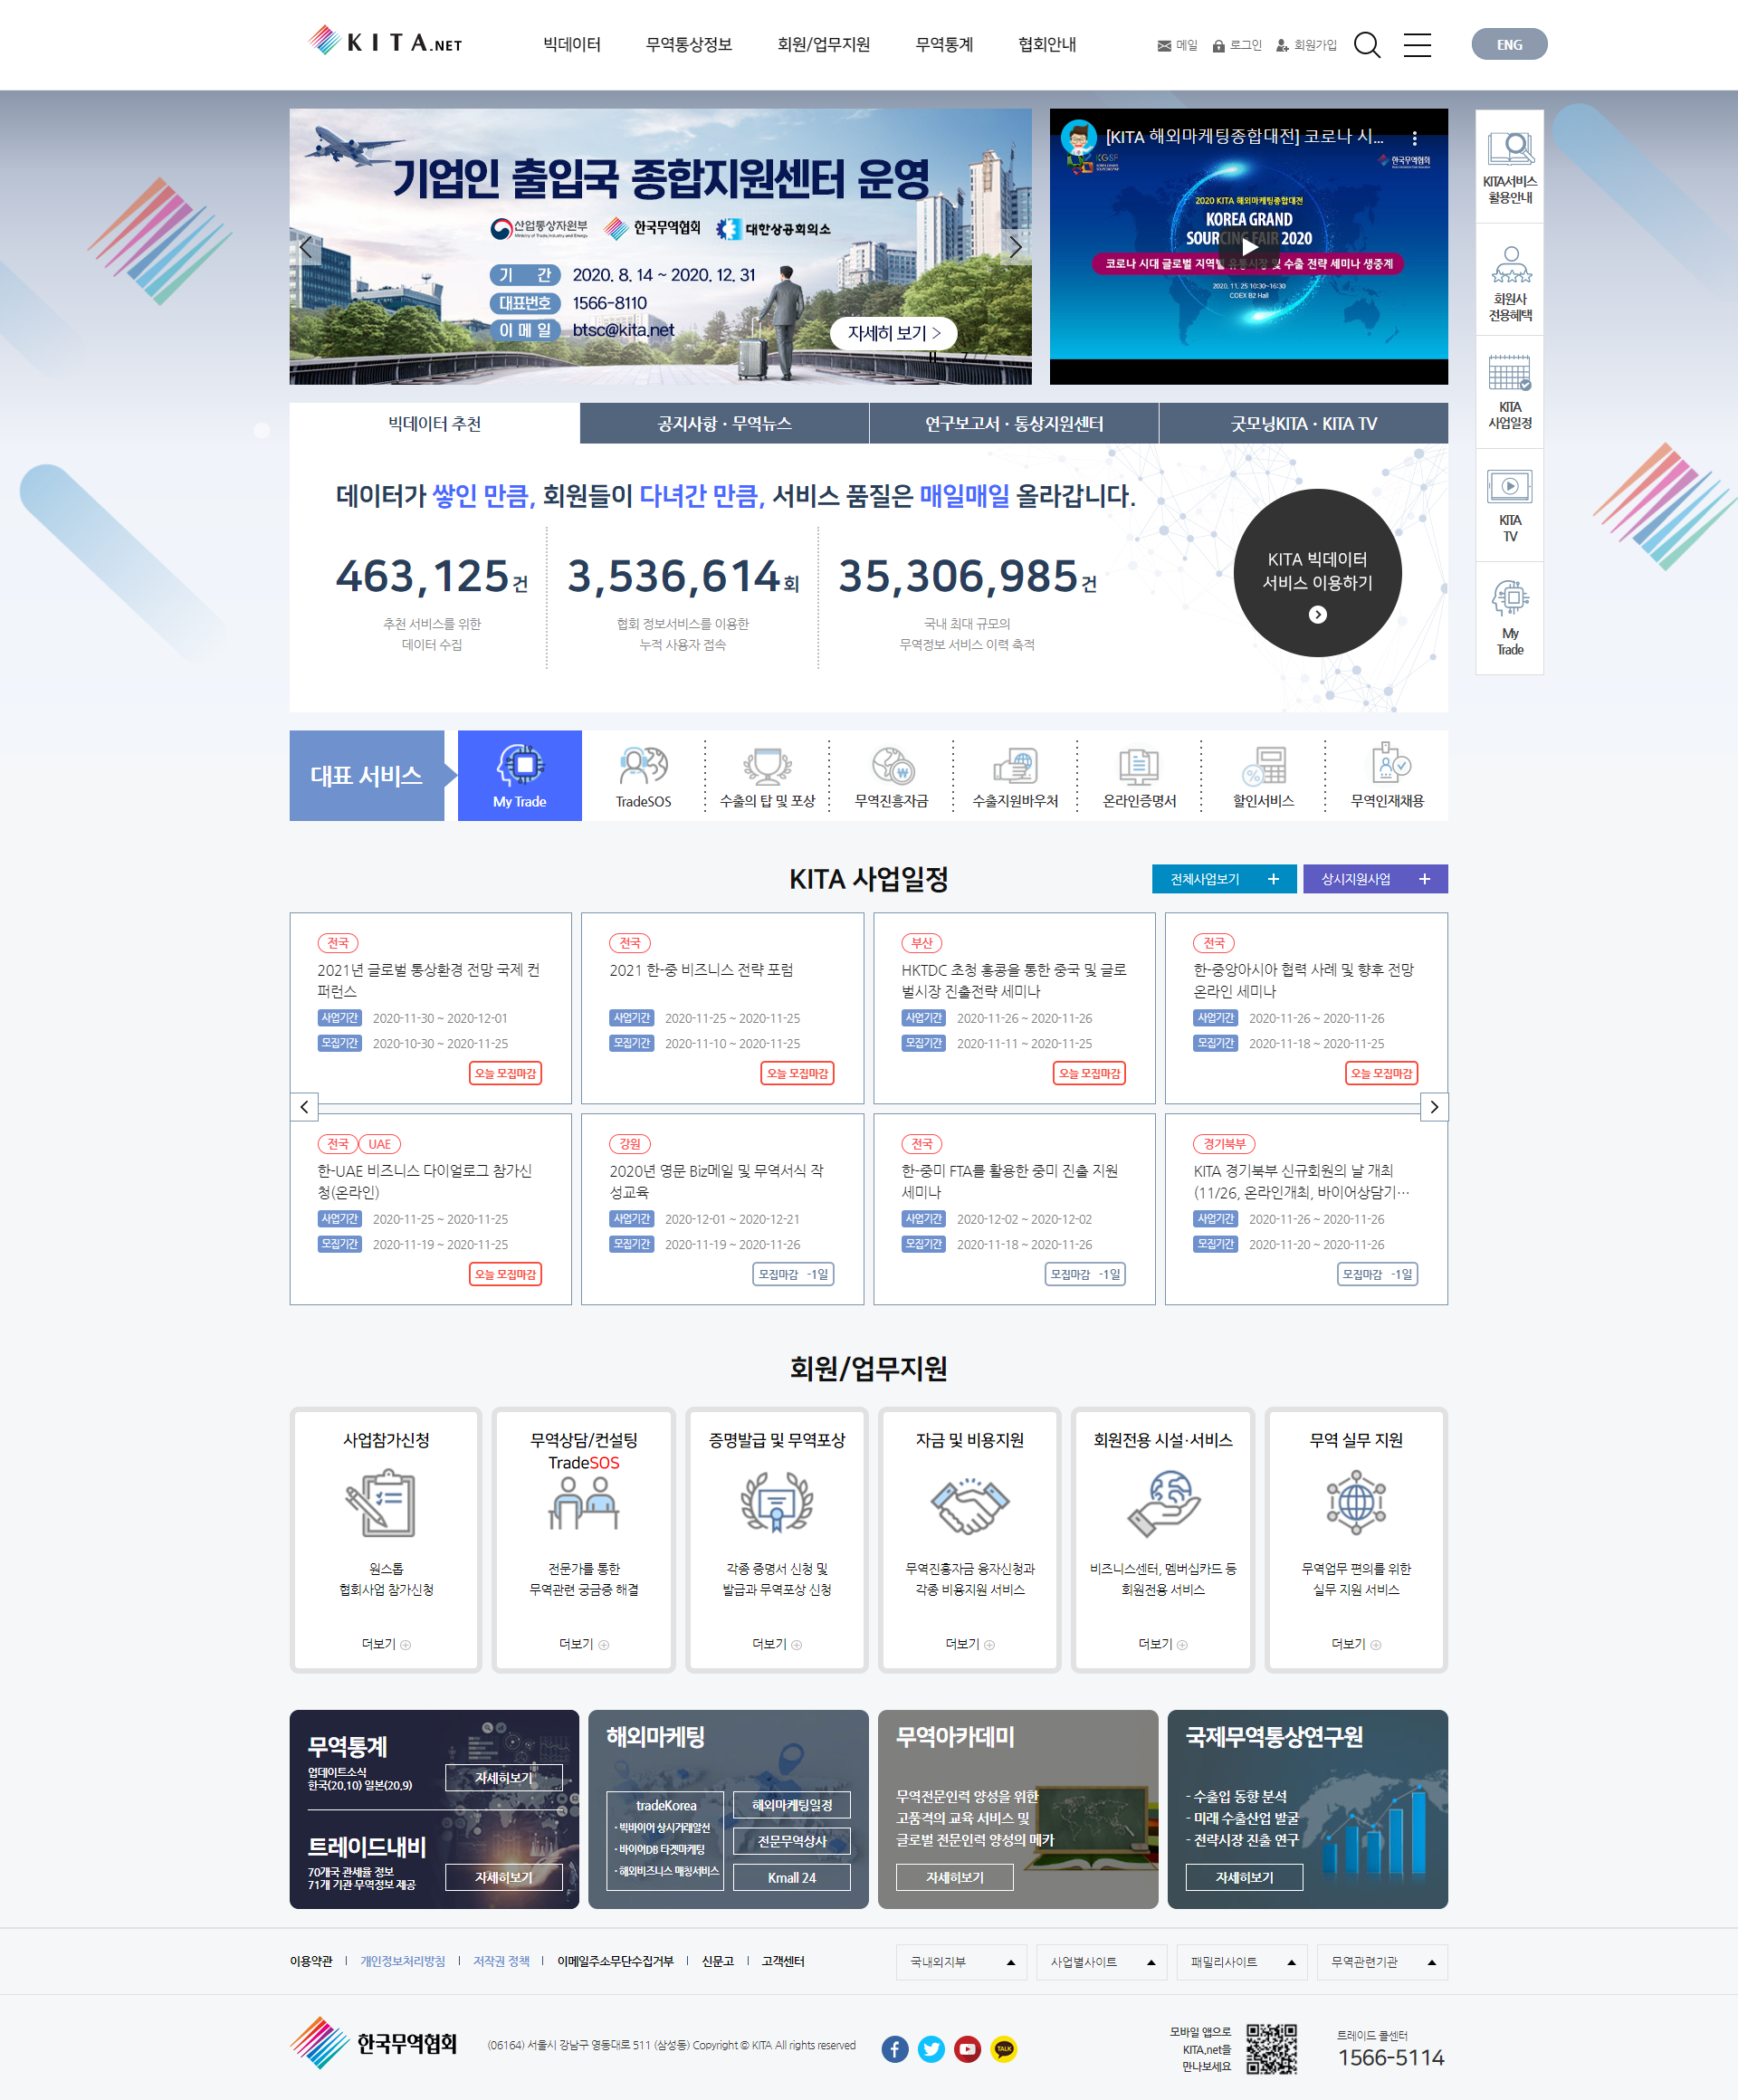 KITA.NET
빅데이터
무역통상정보
회원/업무지원
무역통계
협회안내
메일
로그인
회원가입
ENG
기업인 출입국 종합지원센터 운영
산업통상자원부
한국무역협회
대한상공회의소
기 간 2020. 8. 14 ~ 2020. 12. 31
대표번호 1566-8110
이 메 일 btsc@kita.net
자세히 보기 >
[KITA 해외마케팅종합대전] 코로나 시...
KGSF
한국무역협회
2020 KITA 해외마케팅종합대전
KOREA GRAND
SOURCING FAIR 2020
코로나 시대 글로벌 지역별 유통시장 및 수출 전략 세미나 생중계
2020. 11. 25 10:30~16:30
COEX B2 Hall
KITA서비스
활용안내
회원사
전용혜택
KITA
사업일정
KITA
TV
My
Trade
빅데이터 추천
공지사항 · 무역뉴스
연구보고서 · 통상지원센터
굿모닝KITA · KITA TV
데이터가 쌓인 만큼, 회원들이 다녀간 만큼, 서비스 품질은 매일매일 올라갑니다.
463,125건
추천 서비스를 위한
데이터 수집
3,536,614회
협회 정보서비스를 이용한
누적 사용자 접속
35,306,985건
국내 최대 규모의
무역정보 서비스 이력 축적
KITA 빅데이터
서비스 이용하기
대표 서비스
My Trade
TradeSOS
수출의 탑 및 포상
무역진흥자금
수출지원바우처
온라인증명서
할인서비스
무역인재채용
KITA 사업일정
전체사업보기 +
상시지원사업 +
전국
2021년 글로벌 통상환경 전망 국제 컨
퍼런스
사업기간 2020-11-30 ~ 2020-12-01
모집기간 2020-10-30 ~ 2020-11-25
오늘 모집마감
전국
2021 한-중 비즈니스 전략 포럼
사업기간 2020-11-25 ~ 2020-11-25
모집기간 2020-11-10 ~ 2020-11-25
오늘 모집마감
부산
HKTDC 초청 홍콩을 통한 중국 및 글로
벌시장 진출전략 세미나
사업기간 2020-11-26 ~ 2020-11-26
모집기간 2020-11-11 ~ 2020-11-25
오늘 모집마감
전국
한-중앙아시아 협력 사례 및 향후 전망
온라인 세미나
사업기간 2020-11-26 ~ 2020-11-26
모집기간 2020-11-18 ~ 2020-11-25
오늘 모집마감
전국 UAE
한-UAE 비즈니스 다이얼로그 참가신
청(온라인)
사업기간 2020-11-25 ~ 2020-11-25
모집기간 2020-11-19 ~ 2020-11-25
오늘 모집마감
강원
2020년 영문 Biz메일 및 무역서식 작
성교육
사업기간 2020-12-01 ~ 2020-12-21
모집기간 2020-11-19 ~ 2020-11-26
모집마감 -1일
전국
한-중미 FTA를 활용한 중미 진출 지원
세미나
사업기간 2020-12-02 ~ 2020-12-02
모집기간 2020-11-18 ~ 2020-11-26
모집마감 -1일
경기북부
KITA 경기북부 신규회원의 날 개최
(11/26, 온라인개최, 바이어상담기…
사업기간 2020-11-26 ~ 2020-11-26
모집기간 2020-11-20 ~ 2020-11-26
모집마감 -1일
회원/업무지원
사업참가신청
원스톱
협회사업 참가신청
더보기
무역상담/컨설팅
TradeSOS
전문가를 통한
무역관련 궁금증 해결
더보기
증명발급 및 무역포상
각종 증명서 신청 및
발급과 무역포상 신청
더보기
자금 및 비용지원
무역진흥자금 융자신청과
각종 비용지원 서비스
더보기
회원전용 시설·서비스
비즈니스센터, 멤버십카드 등
회원전용 서비스
더보기
무역 실무 지원
무역업무 편의를 위한
실무 지원 서비스
더보기
무역통계
업데이트소식
한국(20,10) 일본(20,9)
자세히보기
트레이드내비
70개국 관세율 정보
71개 기관 무역정보 제공
자세히보기
해외마케팅
tradeKorea
· 빅바이어 상시거래알선
· 바이어DB 타겟마케팅
· 해외비즈니스 매칭서비스
해외마케팅일정
전문무역상사
Kmall 24
무역아카데미
무역전문인력 양성을 위한
고품격의 교육 서비스 및
글로벌 전문인력 양성의 메카
자세히보기
국제무역통상연구원
- 수출입 동향 분석
- 미래 수출산업 발굴
- 전략시장 진출 연구
자세히보기
이용약관
개인정보처리방침
저작권 정책
이메일주소무단수집거부
신문고
고객센터
국내외지부
사업별사이트
패밀리사이트
무역관련기관
한국무역협회
(06164) 서울시 강남구 영동대로 511 (삼성동) Copyright © KITA All rights reserved
TALK
모바일 앱으로
KITA.net을
만나보세요
트레이드 콜센터
1566-5114